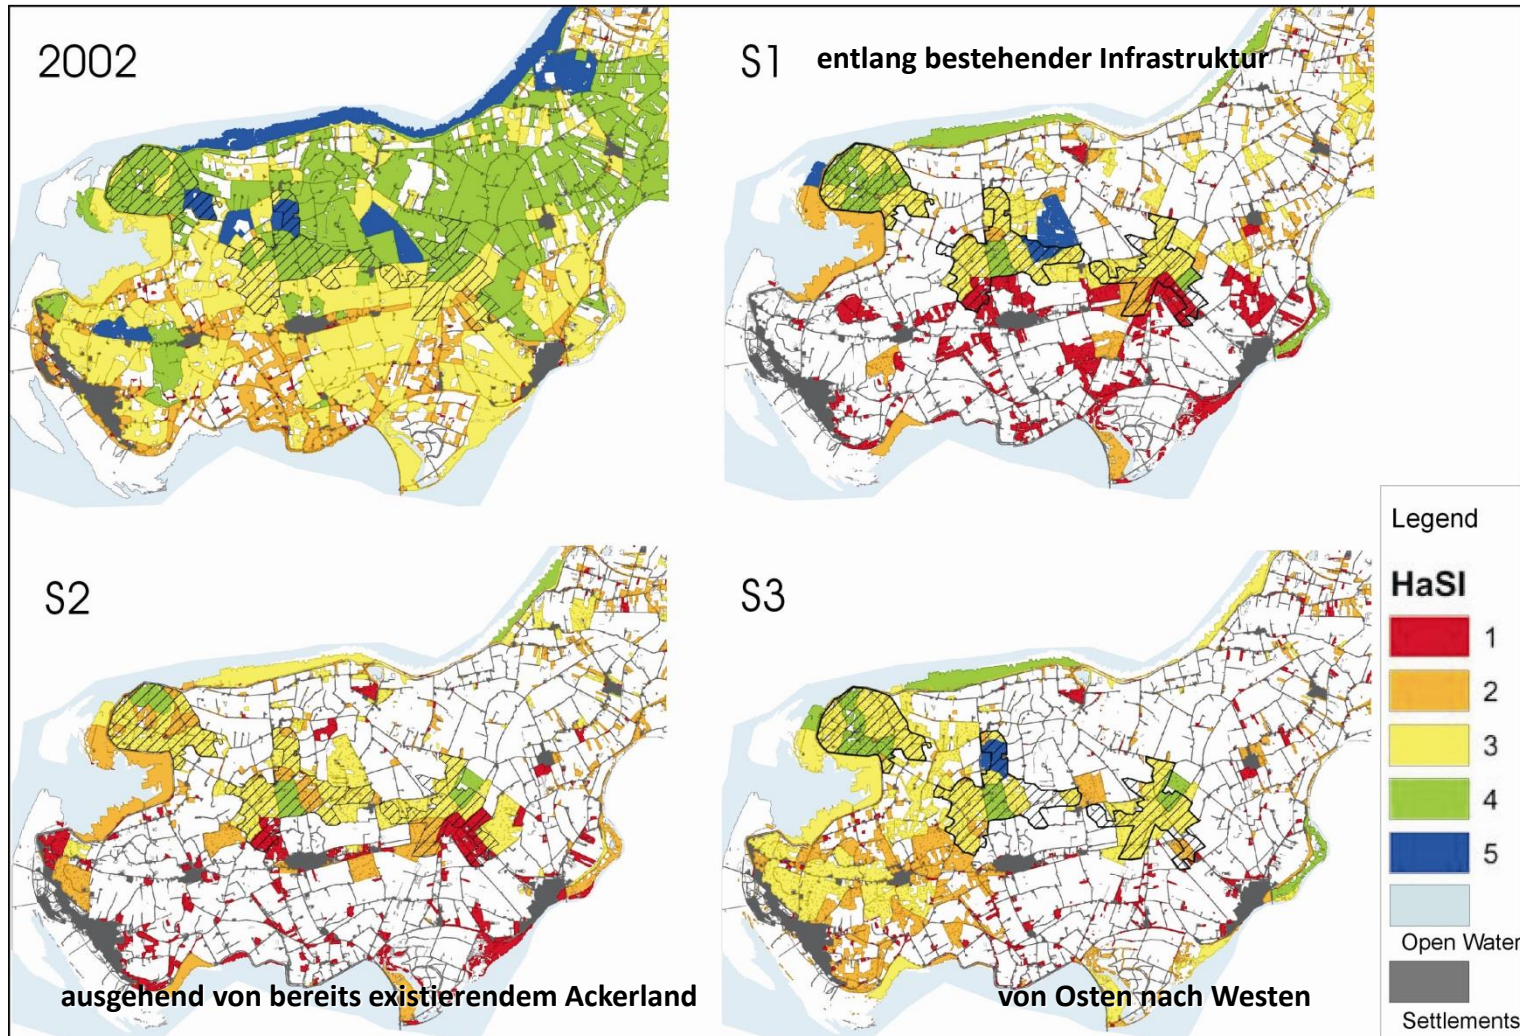 2002
S1
entlang bestehender Infrastruktur
S2
ausgehend von bereits existierendem Ackerland
S3
von Osten nach Westen
Legend
HaSI
1
2
3
4
5
Open Water
Settlements